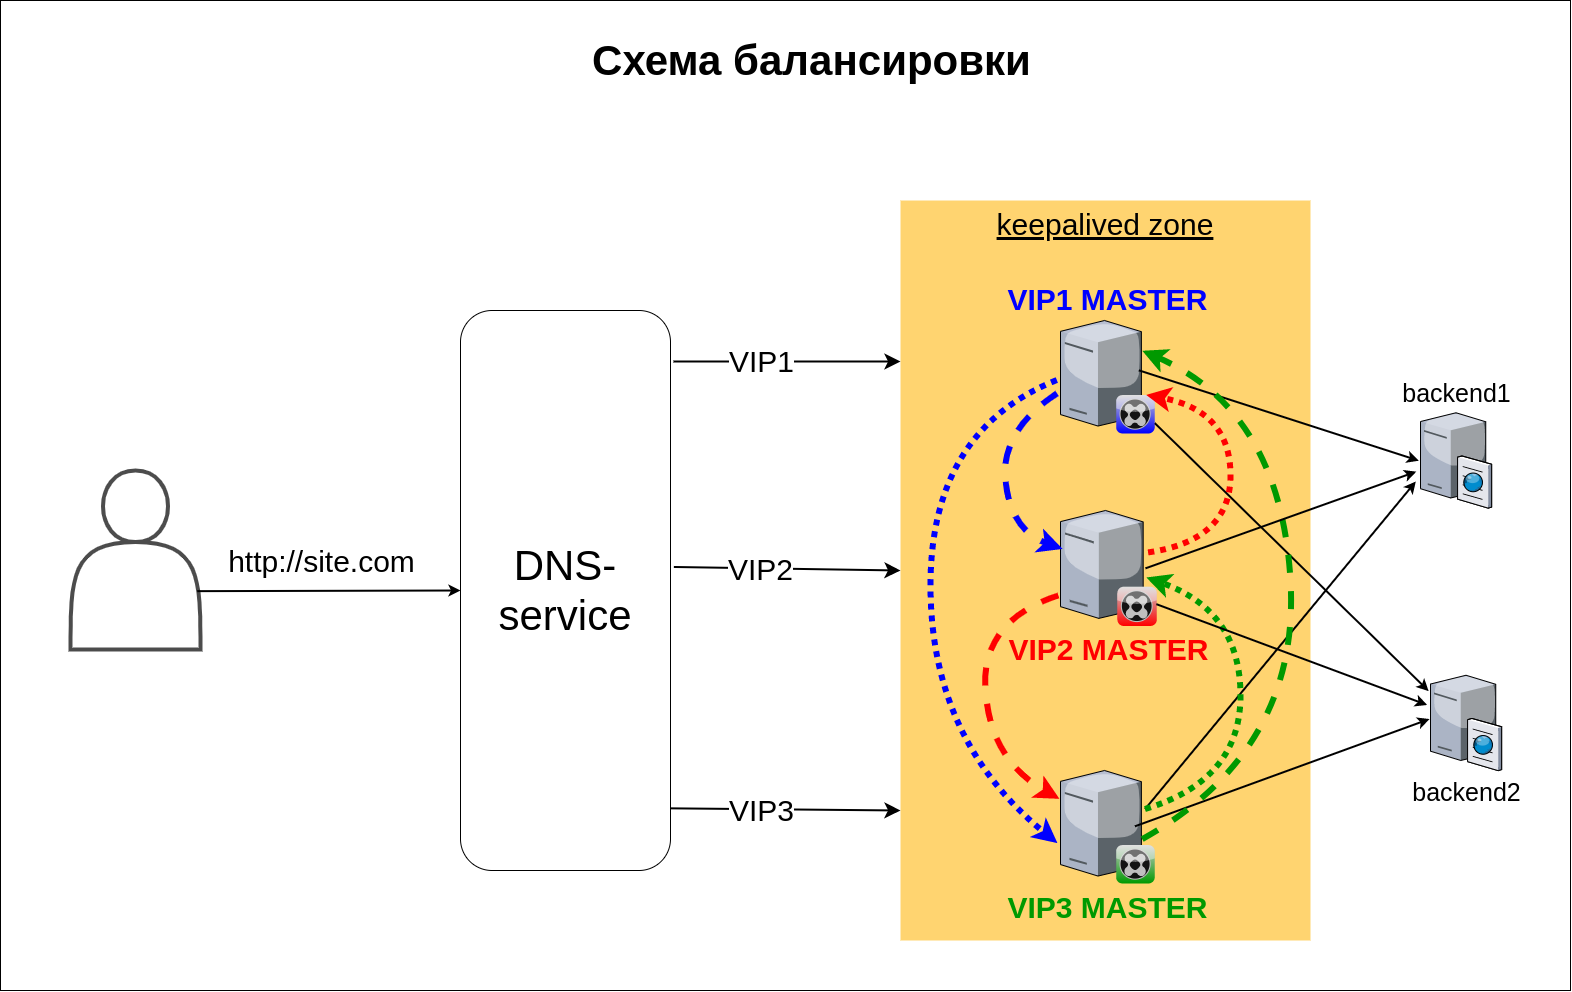 Схема балансировки
keepalived zone
VIP1 MASTER
VIP1
backend1
http://site.com
DNS-
service
VIP2
VIP2 MASTER
backend2
VIP3
VIP3 MASTER